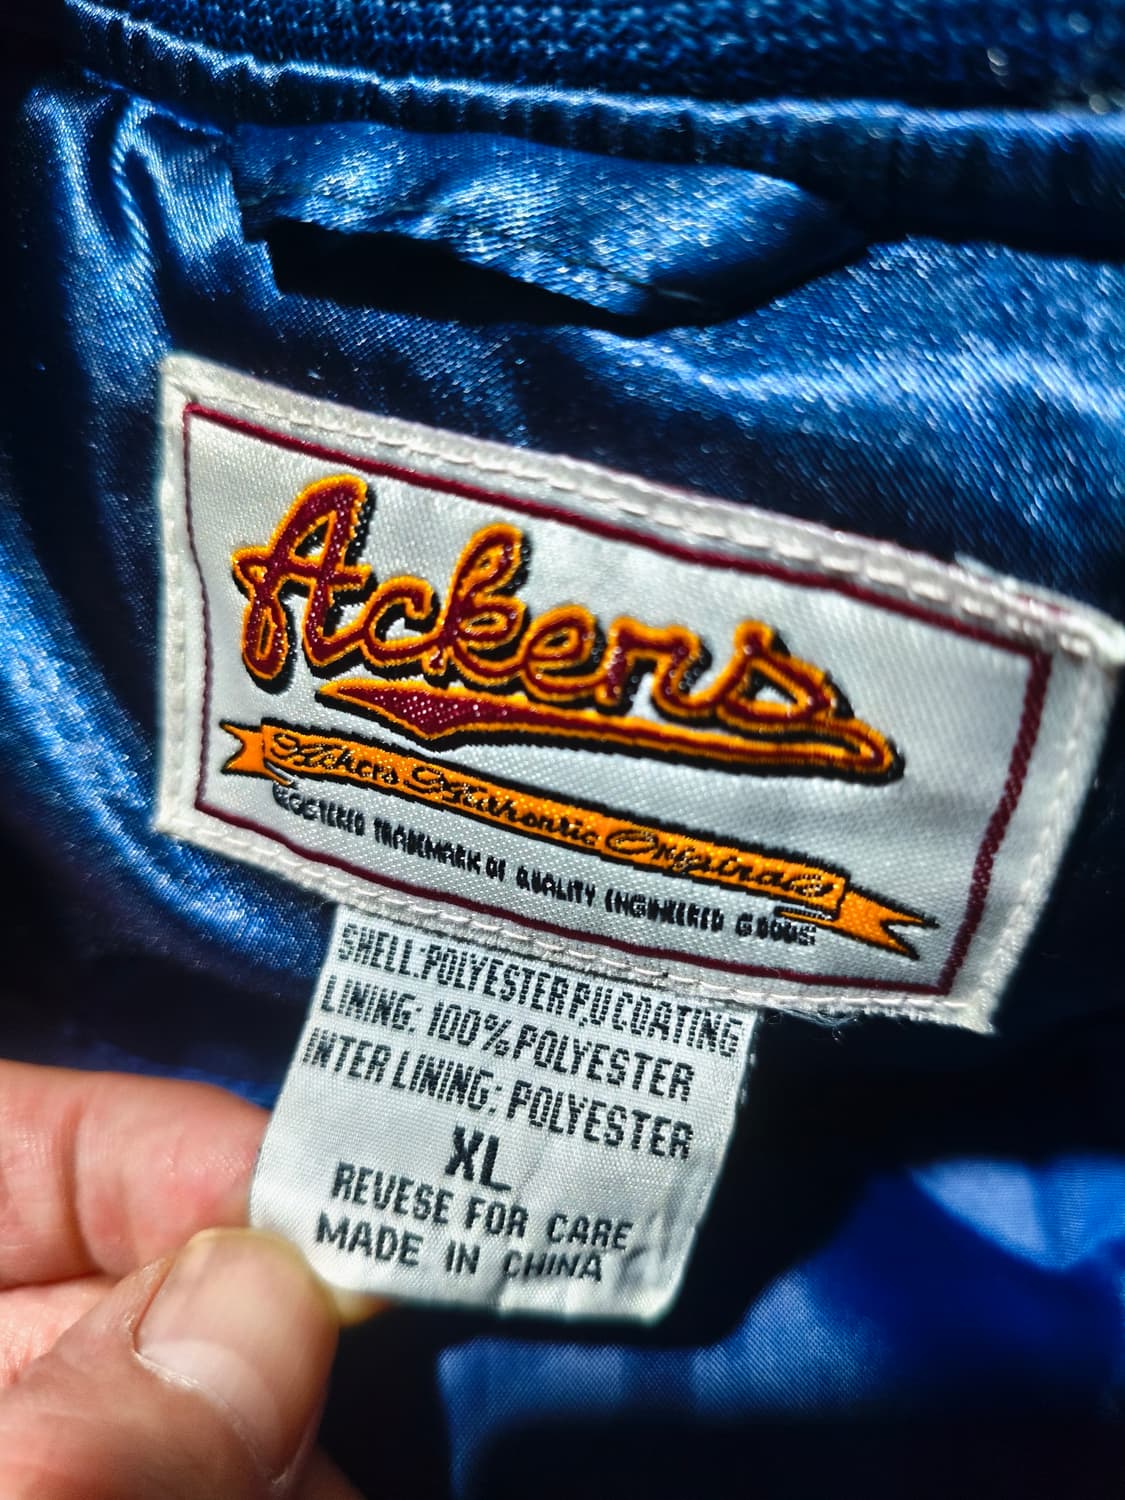 Ackers
Ackers Authentic Originals
REGISTERED TRADEMARK OF QUALITY ENGINEERED GOODS
SHELL:POLYESTER P.U COATING
LINING: 100% POLYESTER
INTER LINING: POLYESTER
XL
REVESE FOR CARE
MADE IN CHINA